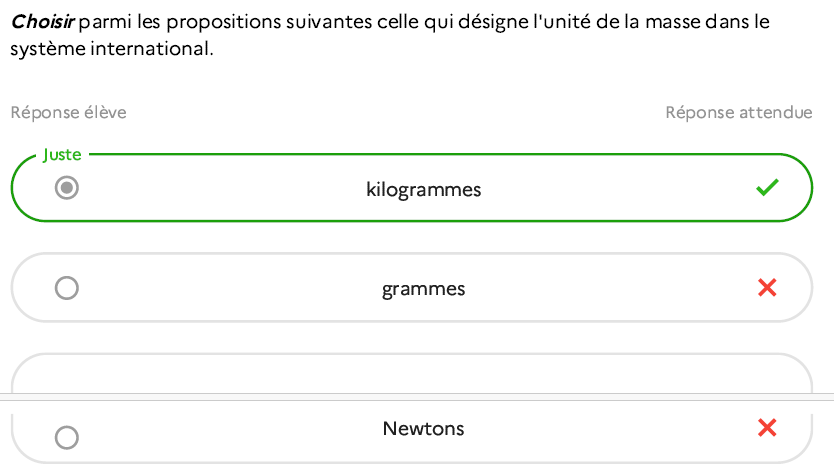 Choisir parmi les propositions suivantes celle qui désigne l'unité de la masse dans le
système international.
Réponse élève
Réponse attendue
Juste
kilogrammes
grammes
Newtons